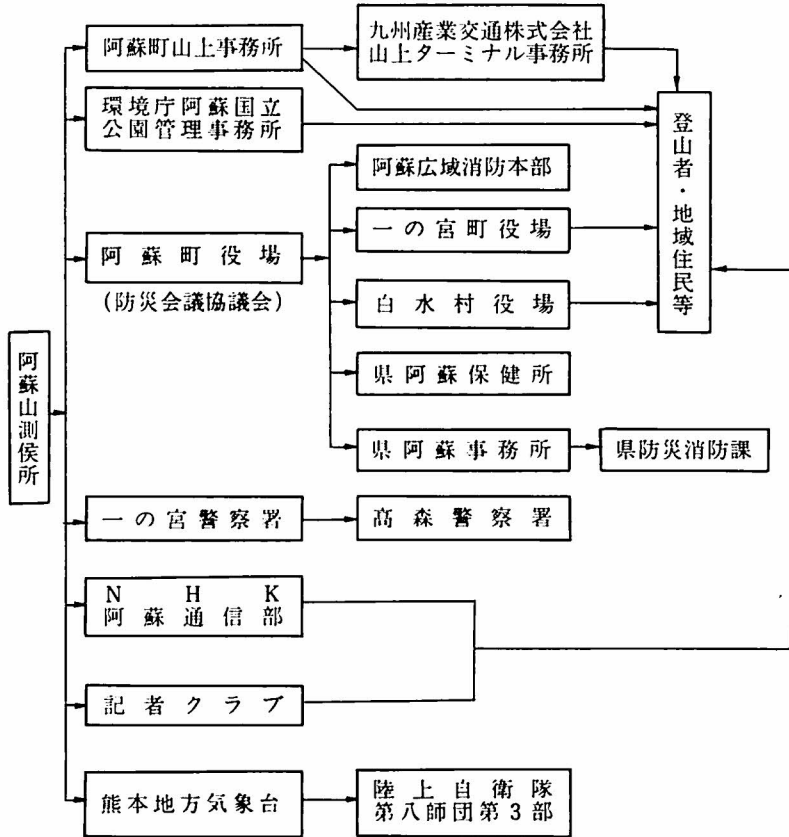 阿蘇山測侯所
阿蘇町山上事務所
九州産業交通株式会社
山上ターミナル事務所
環境庁阿蘇国立
公園管理事務所
登山者・地域住民等
阿蘇町役場
(防災会議協議会)
阿蘇広域消防本部
一の宮町役場
白水村役場
県阿蘇保健所
県阿蘇事務所
県防災消防課
一の宮警察署
高森警察署
NHK
阿蘇通信部
記者クラブ
熊本地方気象台
陸上自衛隊
第八師団第3部